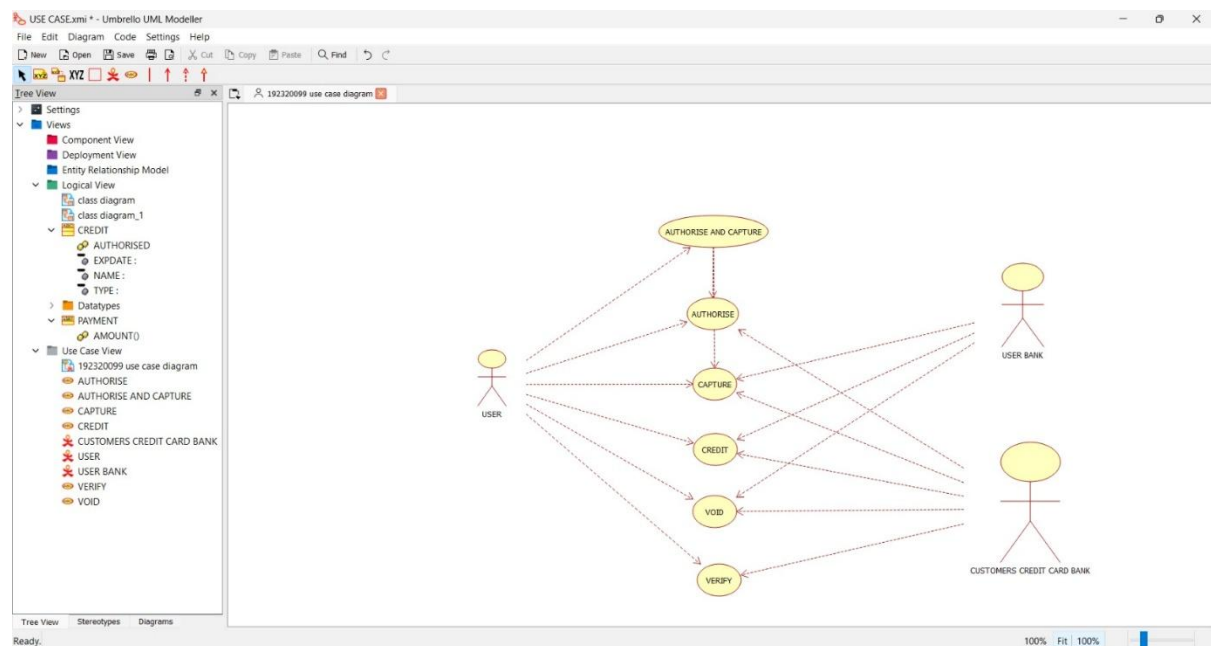 USE CASE.xmi * - Umbrello UML Modeller
File Edit Diagram Code Settings Help
New Open Save Cut Copy Paste Find
XYZ XYZ
Tree View
192320099 use case diagram
Settings
Views
Component View
Deployment View
Entity Relationship Model
Logical View
class diagram
class diagram_1
CREDIT
AUTHORISED
EXPDATE :
NAME :
TYPE :
Datatypes
PAYMENT
AMOUNT()
Use Case View
192320099 use case diagram
AUTHORISE
AUTHORISE AND CAPTURE
CAPTURE
CREDIT
CUSTOMERS CREDIT CARD BANK
USER
USER BANK
VERIFY
VOID
AUTHORISE AND CAPTURE
AUTHORISE
USER BANK
CAPTURE
USER
CREDIT
VOID
CUSTOMERS CREDIT CARD BANK
VERIFY
Tree View Stereotypes Diagrams
Ready.
100% Fit 100%